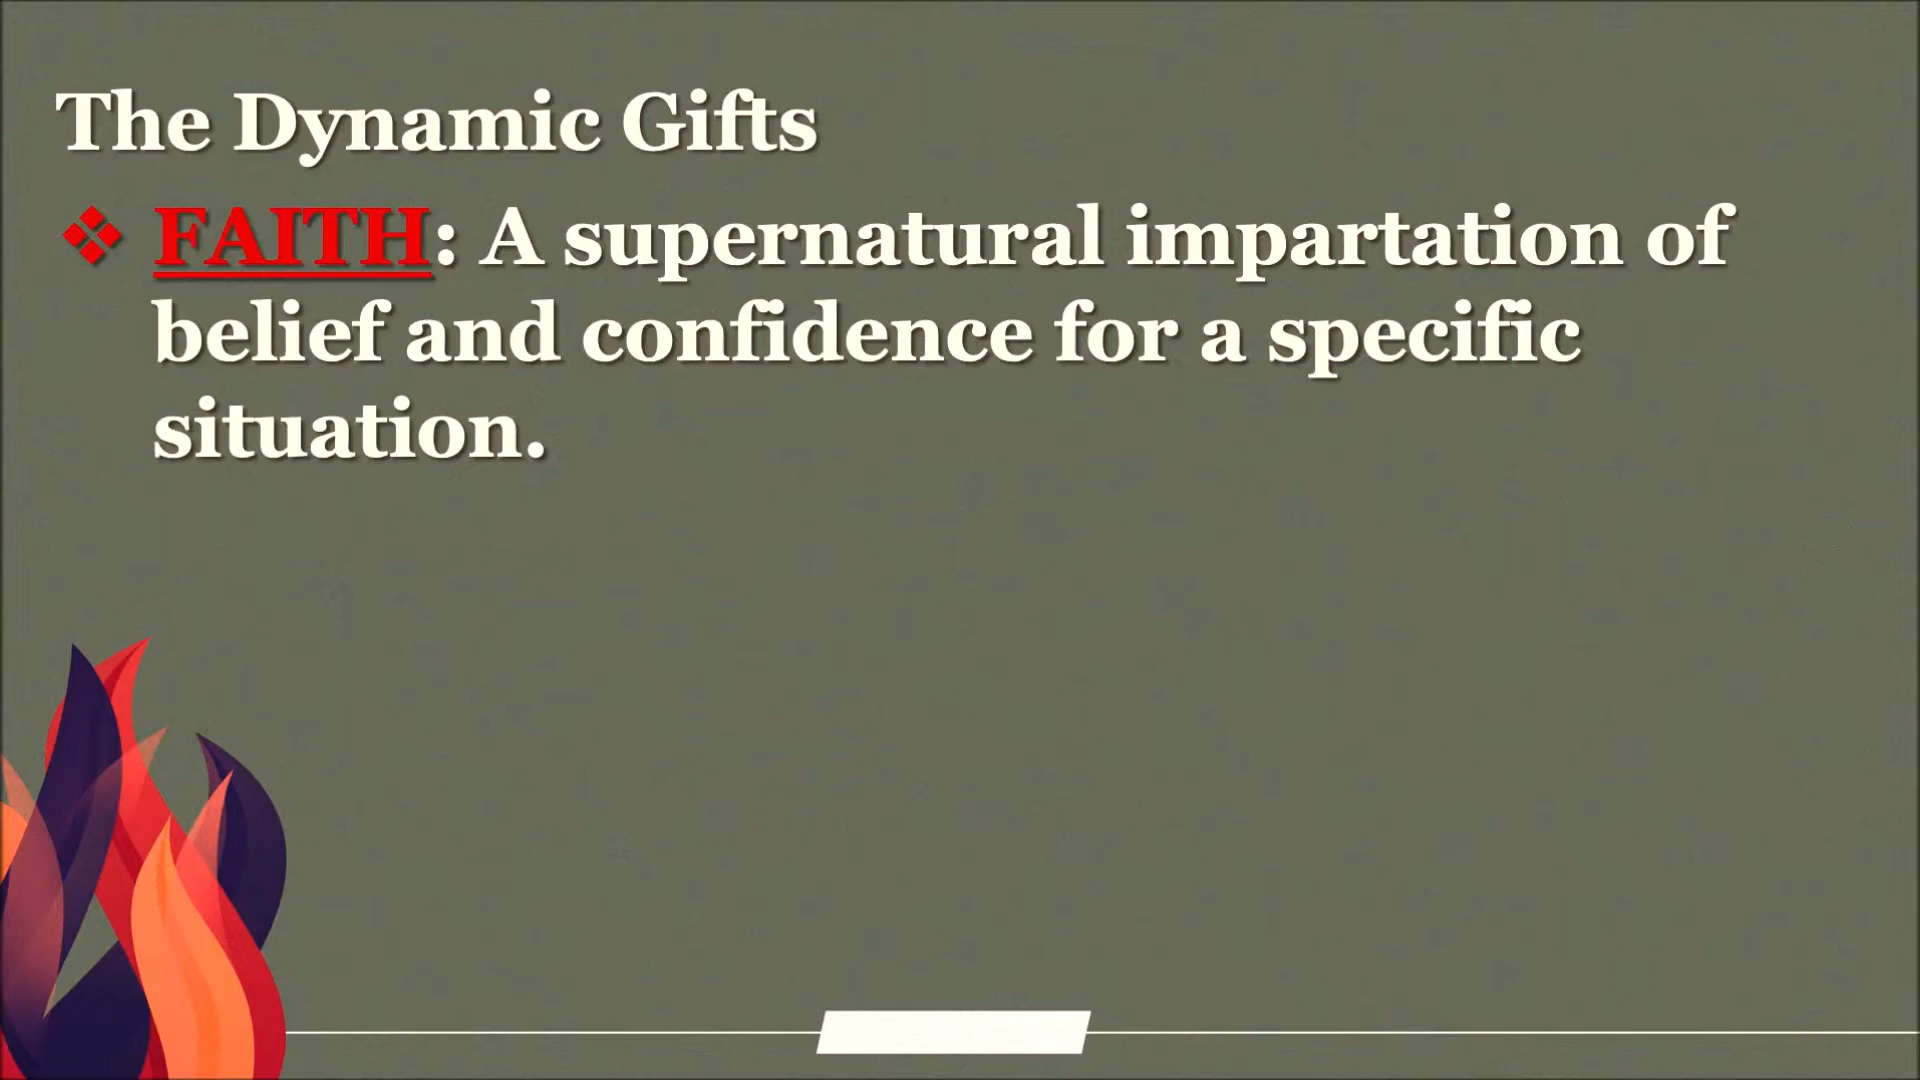 The Dynamic Gifts
❖ FAITH: A supernatural impartation of
belief and confidence for a specific
situation.